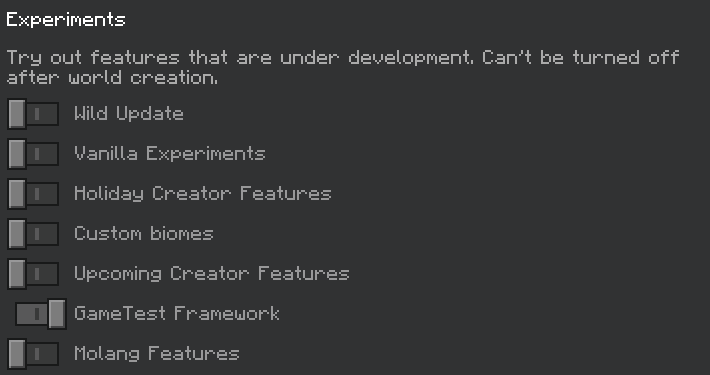 Experiments
Try out features that are under development. Can't be turned off
after world creation.
Wild Update
Vanilla Experiments
Holiday Creator Features
Custom biomes
Upcoming Creator Features
GameTest Framework
Molang Features